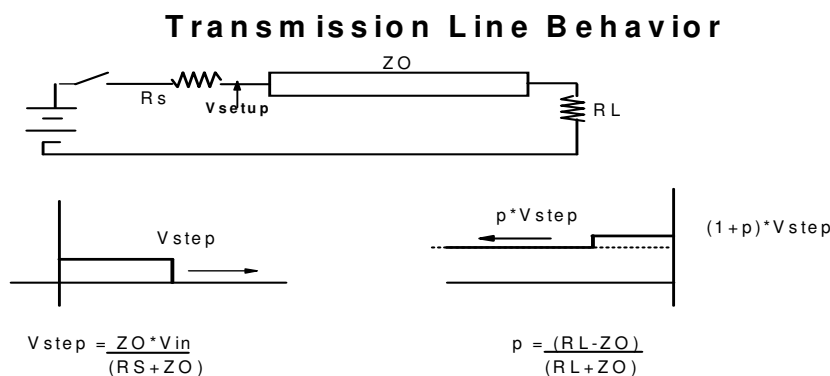 Transmission Line Behavior
ZO
Rs
Vsetup
RL
Vstep
p*Vstep
(1+p)*Vstep
Vstep = ZO*Vin
(RS+ZO)
p = (RL-ZO)
(RL+ZO)